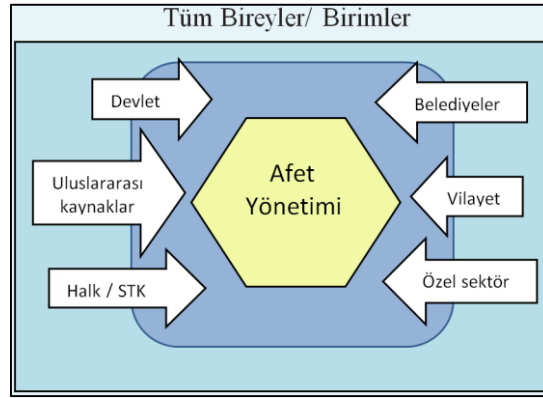 Tüm Bireyler/ Birimler
Devlet
Belediyeler
Uluslararası
kaynaklar
Afet
Yönetimi
Vilayet
Halk / STK
Özel sektör